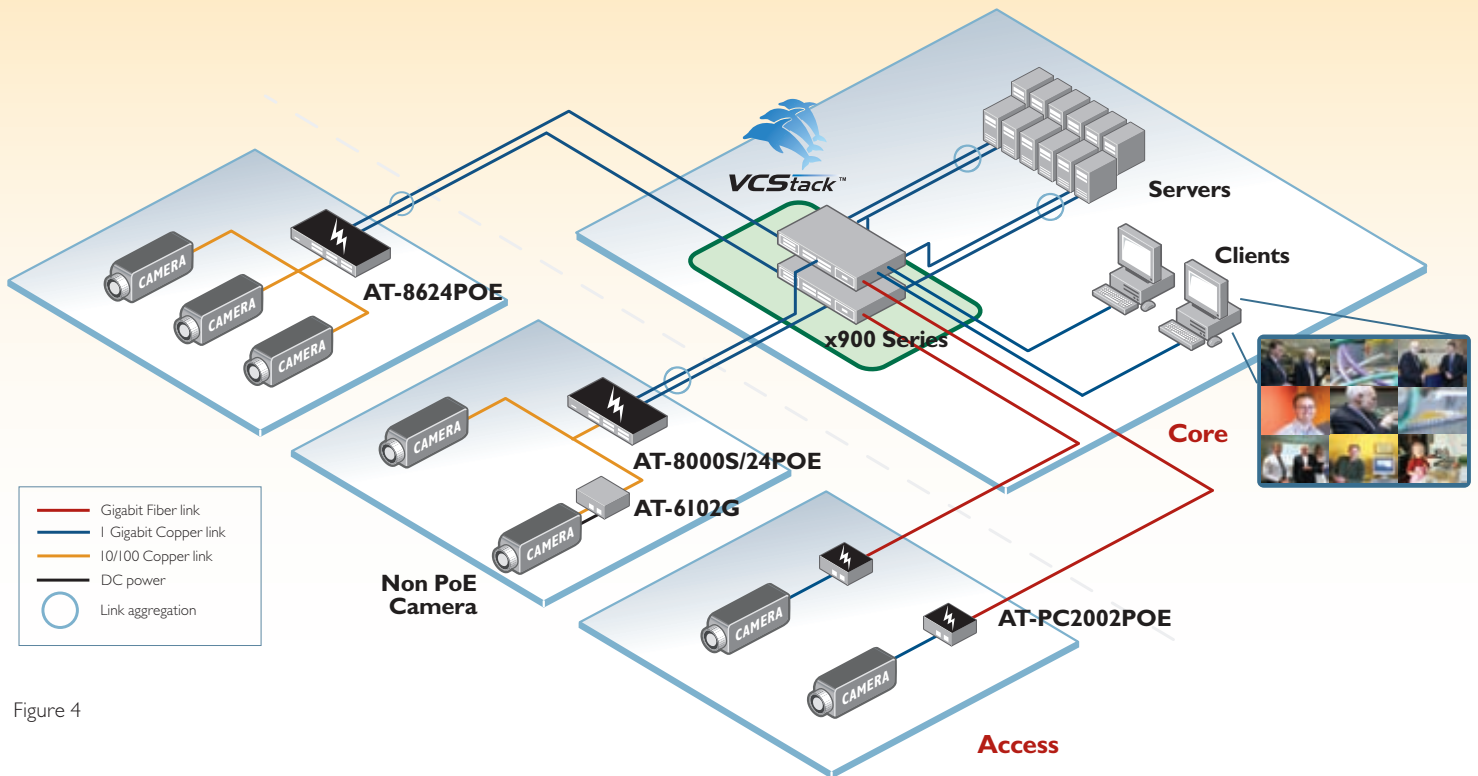 VCStack™
Servers
Clients
CAMERA
CAMERA
CAMERA
AT-8624POE
x900 Series
Core
CAMERA
AT-8000S/24POE
AT-6102G
CAMERA
Non PoE
Camera
Gigabit Fiber link
1 Gigabit Copper link
10/100 Copper link
DC power
Link aggregation
CAMERA
AT-PC2002POE
CAMERA
Figure 4
Access